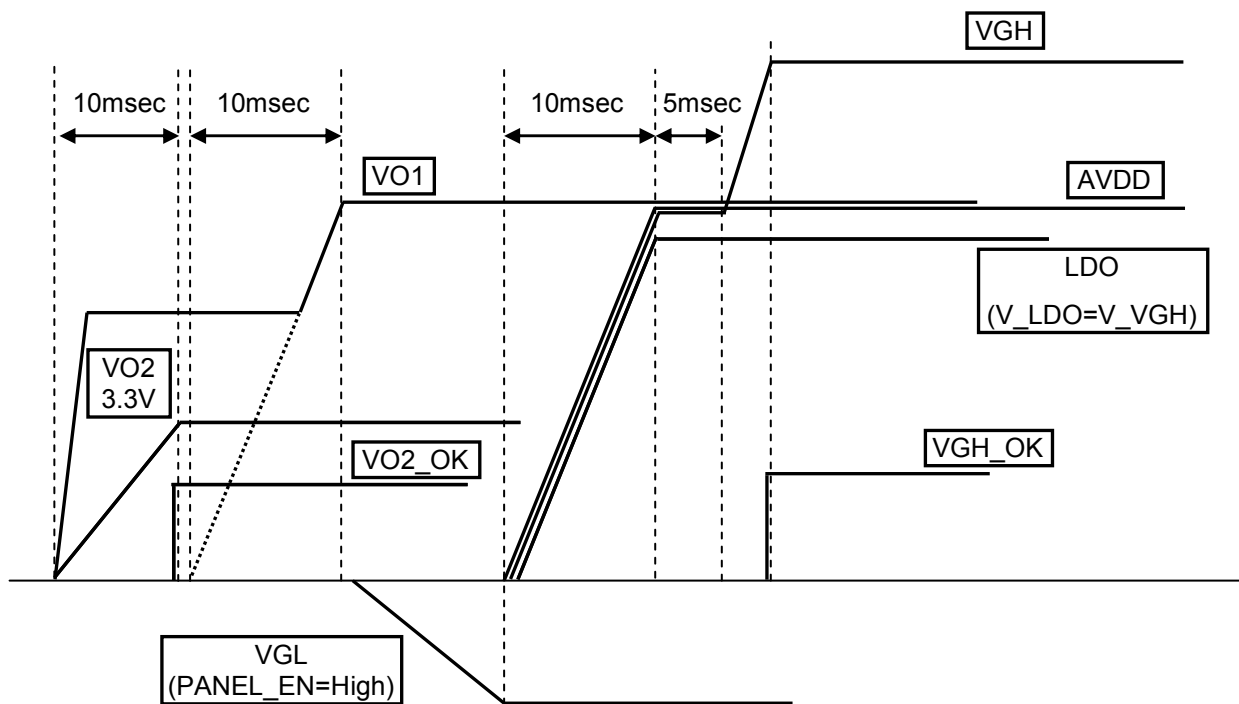 VGH
10msec
10msec
10msec
5msec
VO1
AVDD
LDO
(V_LDO=V_VGH)
VO2
3.3V
VO2_OK
VGH_OK
VGL
(PANEL_EN=High)